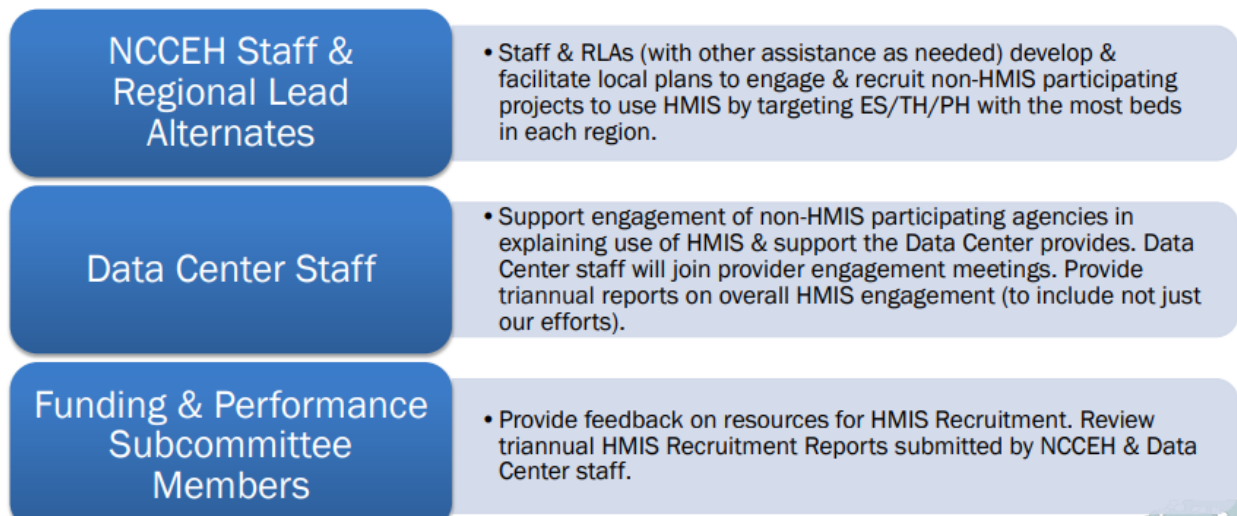 NCCEH Staff &
Regional Lead
Alternates
• Staff & RLAs (with other assistance as needed) develop &
facilitate local plans to engage & recruit non-HMIS participating
projects to use HMIS by targeting ES/TH/PH with the most beds
in each region.
Data Center Staff
• Support engagement of non-HMIS participating agencies in
explaining use of HMIS & support the Data Center provides. Data
Center staff will join provider engagement meetings. Provide
triannual reports on overall HMIS engagement (to include not just
our efforts).
Funding & Performance
Subcommittee
Members
• Provide feedback on resources for HMIS Recruitment. Review
triannual HMIS Recruitment Reports submitted by NCCEH & Data
Center staff.